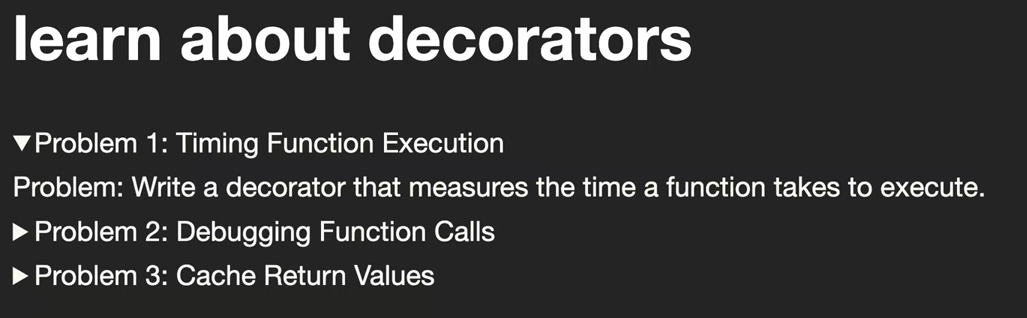 learn about decorators
▼Problem 1: Timing Function Execution
Problem: Write a decorator that measures the time a function takes to execute.
▶Problem 2: Debugging Function Calls
▶Problem 3: Cache Return Values